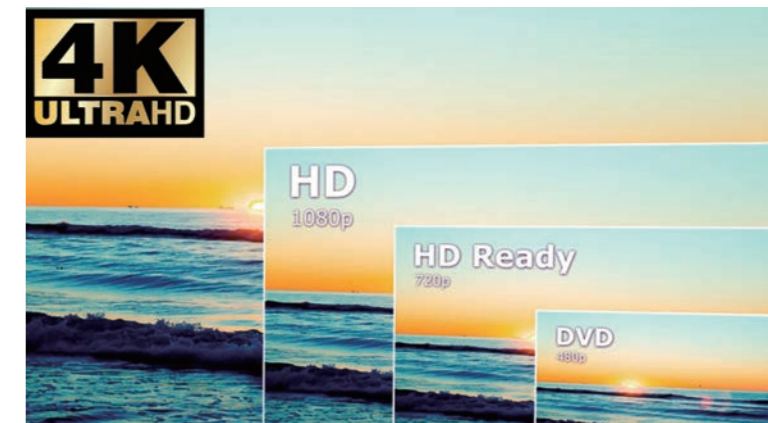 4K
ULTRAHD
HD
1080p
HD Ready
720p
DVD
480p